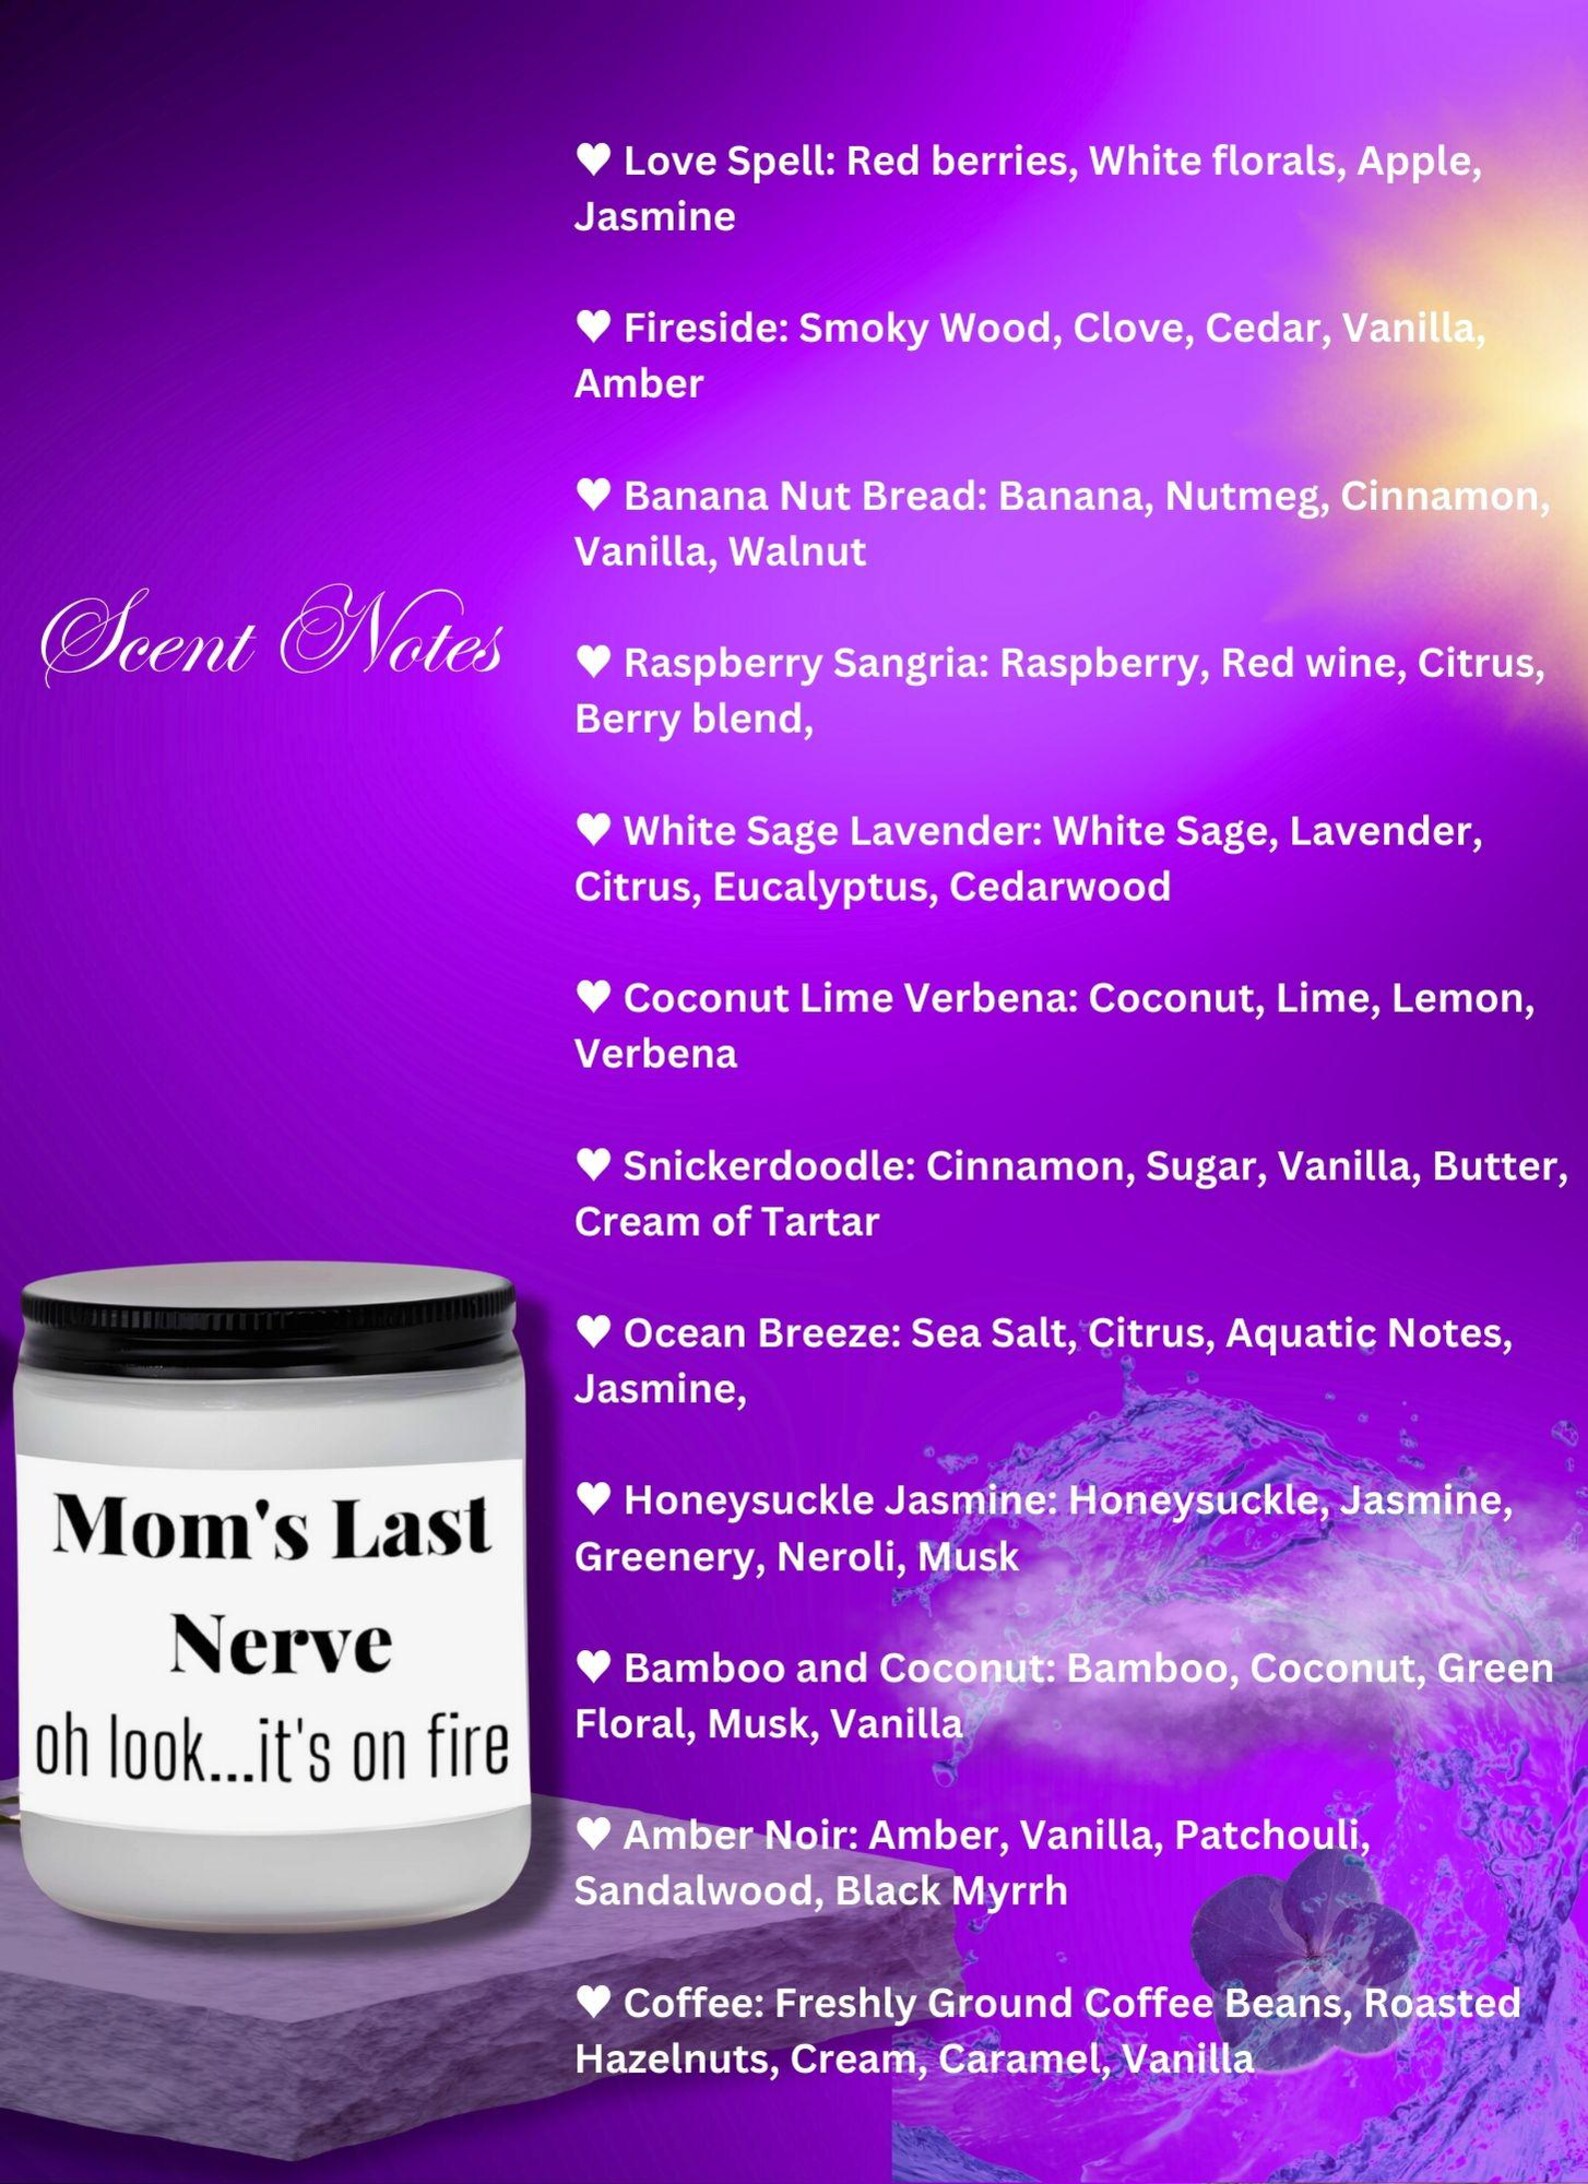 ♥ Love Spell: Red berries, White florals, Apple,
Jasmine
♥ Fireside: Smoky Wood, Clove, Cedar, Vanilla,
Amber
♥ Banana Nut Bread: Banana, Nutmeg, Cinnamon,
Vanilla, Walnut
Scent Notes
♥ Raspberry Sangria: Raspberry, Red wine, Citrus,
Berry blend,
♥ White Sage Lavender: White Sage, Lavender,
Citrus, Eucalyptus, Cedarwood
♥ Coconut Lime Verbena: Coconut, Lime, Lemon,
Verbena
♥ Snickerdoodle: Cinnamon, Sugar, Vanilla, Butter,
Cream of Tartar
♥ Ocean Breeze: Sea Salt, Citrus, Aquatic Notes,
Jasmine,
♥ Honeysuckle Jasmine: Honeysuckle, Jasmine,
Greenery, Neroli, Musk
♥ Bamboo and Coconut: Bamboo, Coconut, Green
Floral, Musk, Vanilla
♥ Amber Noir: Amber, Vanilla, Patchouli,
Sandalwood, Black Myrrh
♥ Coffee: Freshly Ground Coffee Beans, Roasted
Hazelnuts, Cream, Caramel, Vanilla
Mom's Last
Nerve
oh look...it's on fire